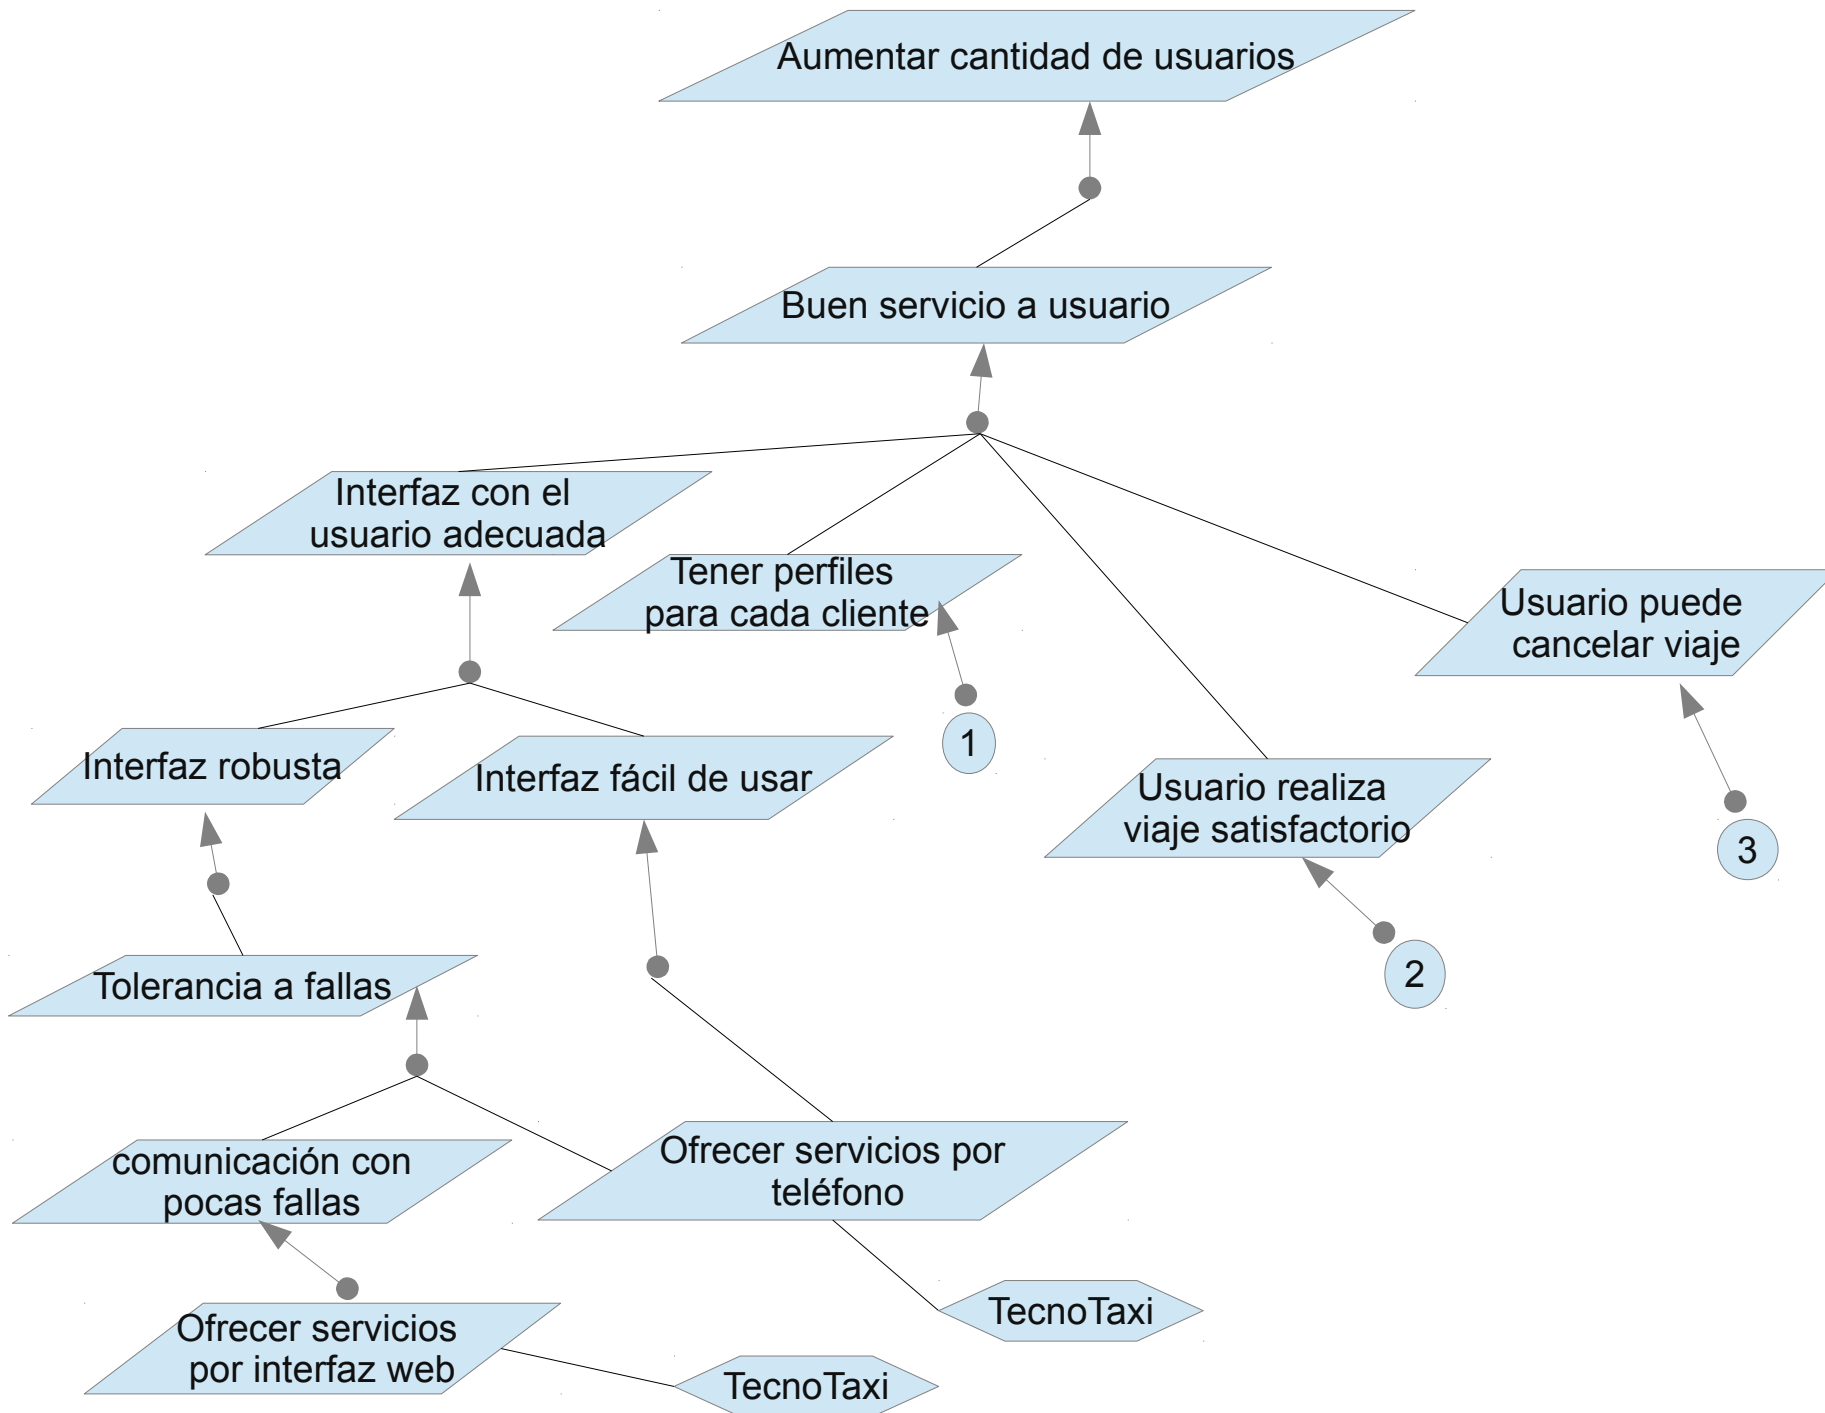 Aumentar cantidad de usuarios
Buen servicio a usuario
Interfaz con el
usuario adecuada
Tener perfiles
para cada cliente
Usuario puede
cancelar viaje
1
Interfaz robusta
Interfaz fácil de usar
Usuario realiza
viaje satisfactorio
3
2
Tolerancia a fallas
comunicación con
pocas fallas
Ofrecer servicios por
teléfono
TecnoTaxi
Ofrecer servicios
por interfaz web
TecnoTaxi